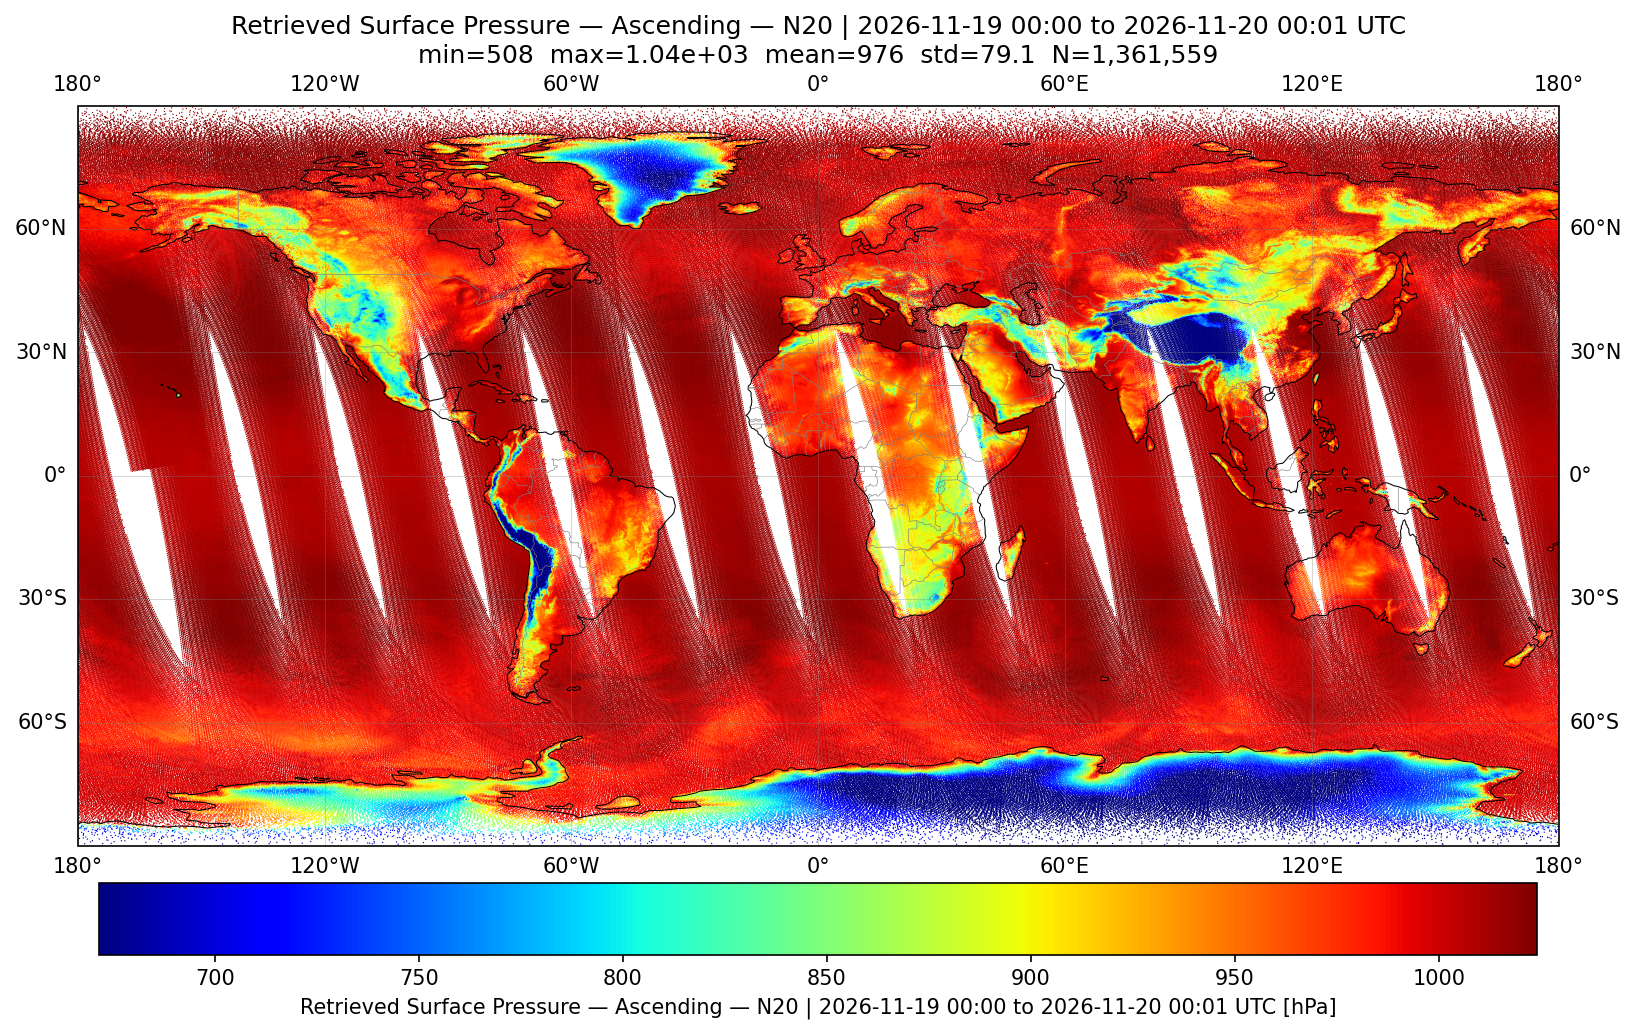 Retrieved Surface Pressure — Ascending — N20 | 2026-11-19 00:00 to 2026-11-20 00:01 UTC
min=508  max=1.04e+03  mean=976  std=79.1  N=1,361,559
180° 120°W 60°W 0° 60°E 120°E 180°
60°N 60°N
30°N 30°N
0° 0°
30°S 30°S
60°S 60°S
180° 120°W 60°W 0° 60°E 120°E 180°
700 750 800 850 900 950 1000
Retrieved Surface Pressure — Ascending — N20 | 2026-11-19 00:00 to 2026-11-20 00:01 UTC [hPa]